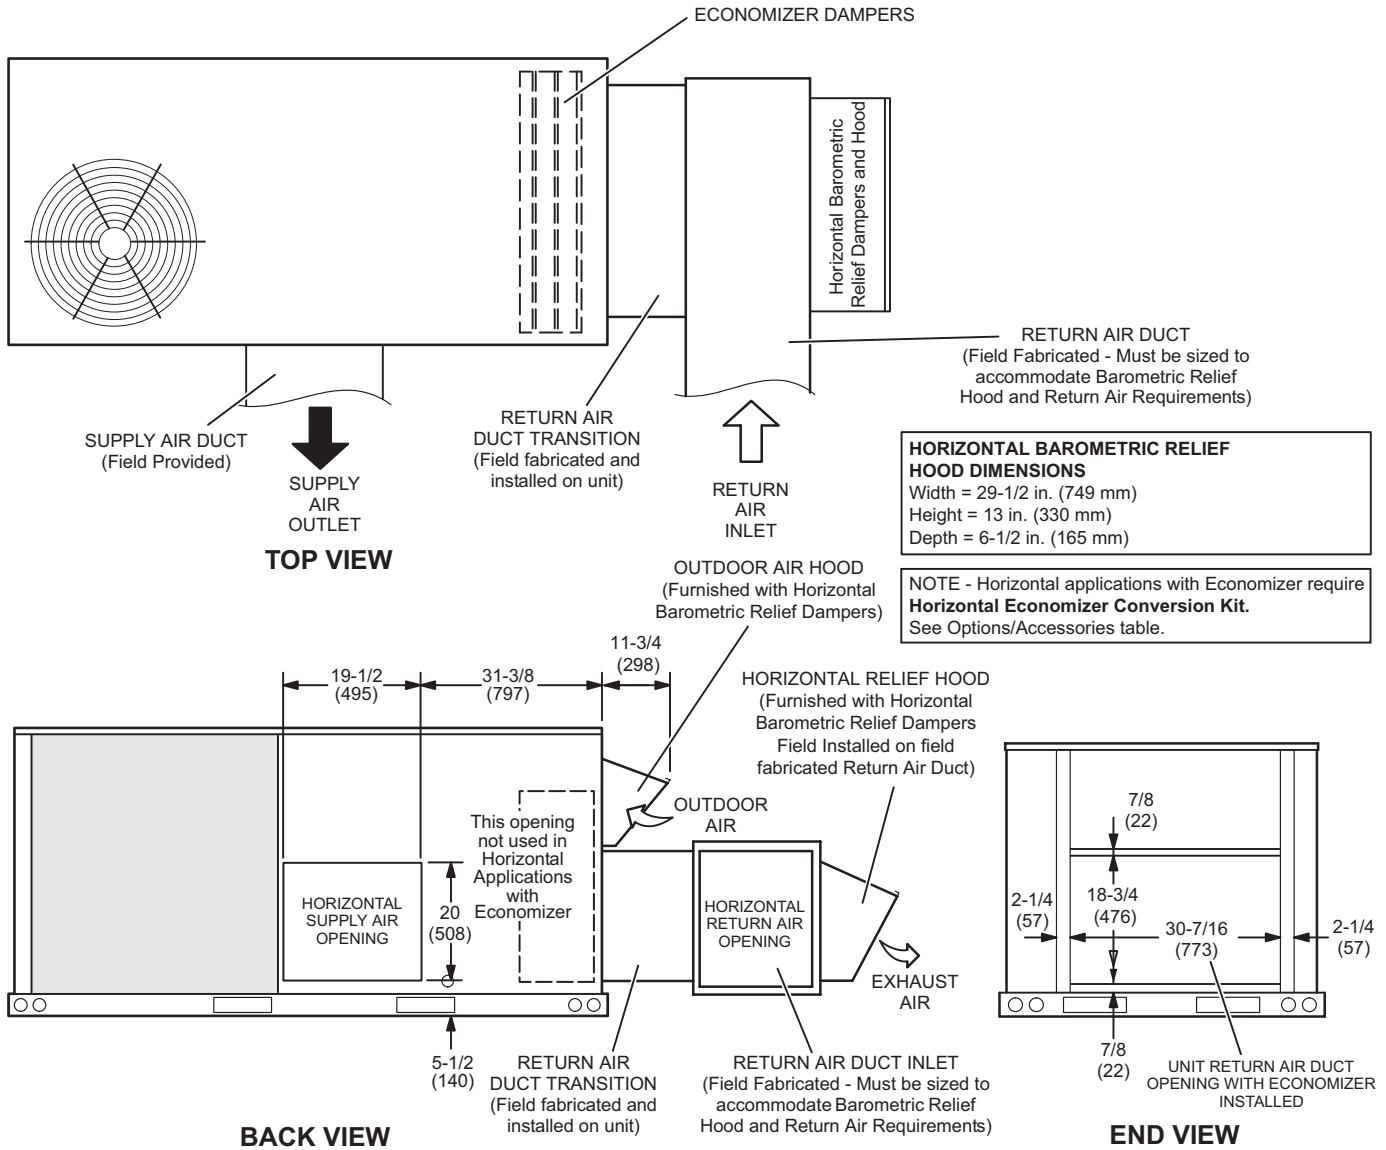 ECONOMIZER DAMPERS
Horizontal Barometric
Relief Dampers and Hood
RETURN AIR DUCT
(Field Fabricated - Must be sized to
accommodate Barometric Relief
Hood and Return Air Requirements)
SUPPLY AIR DUCT
(Field Provided)
SUPPLY
AIR
OUTLET
RETURN AIR
DUCT TRANSITION
(Field fabricated and
installed on unit)
RETURN
AIR
INLET
TOP VIEW
HORIZONTAL BAROMETRIC RELIEF
HOOD DIMENSIONS
Width = 29-1/2 in. (749 mm)
Height = 13 in. (330 mm)
Depth = 6-1/2 in. (165 mm)
NOTE - Horizontal applications with Economizer require
Horizontal Economizer Conversion Kit.
See Options/Accessories table.
OUTDOOR AIR HOOD
(Furnished with Horizontal
Barometric Relief Dampers)
19-1/2
(495)
31-3/8
(797)
11-3/4
(298)
HORIZONTAL RELIEF HOOD
(Furnished with Horizontal
Barometric Relief Dampers
Field Installed on field
fabricated Return Air Duct)
OUTDOOR
AIR
This opening
not used in
Horizontal
Applications
with
Economizer
HORIZONTAL
SUPPLY AIR
OPENING
20
(508)
HORIZONTAL
RETURN AIR
OPENING
EXHAUST
AIR
5-1/2
(140)
RETURN AIR
DUCT TRANSITION
(Field fabricated and
installed on unit)
RETURN AIR DUCT INLET
(Field Fabricated - Must be sized to
accommodate Barometric Relief
Hood and Return Air Requirements)
BACK VIEW
7/8
(22)
2-1/4
(57)
18-3/4
(476)
30-7/16
(773)
2-1/4
(57)
7/8
(22)
UNIT RETURN AIR DUCT
OPENING WITH ECONOMIZER
INSTALLED
END VIEW